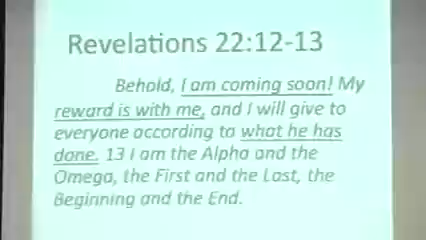 Revelations 22:12-13
Behold, I am coming soon! My
reward is with me, and I will give to
everyone according to what he has
done. 13 I am the Alpha and the
Omega, the First and the Last, the
Beginning and the End.